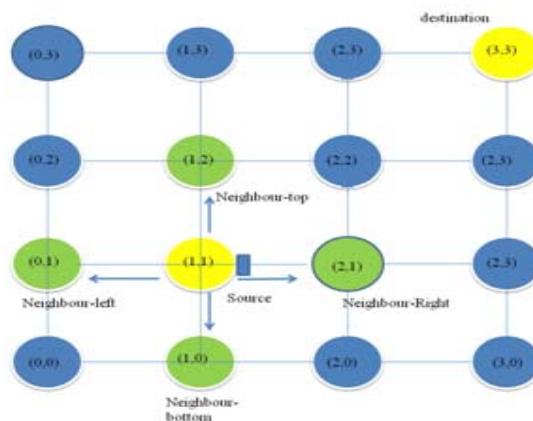 destination
(0,3) (1,3) (2,3) (3,3)
(0,2) (1,2) (2,2) (2,3)
Neighbour-top
(0,1) (1,1) (2,1) (2,3)
Neighbour-left Source Neighbour-Right
(0,0) (1,0) (2,0) (3,0)
Neighbour-
bottom